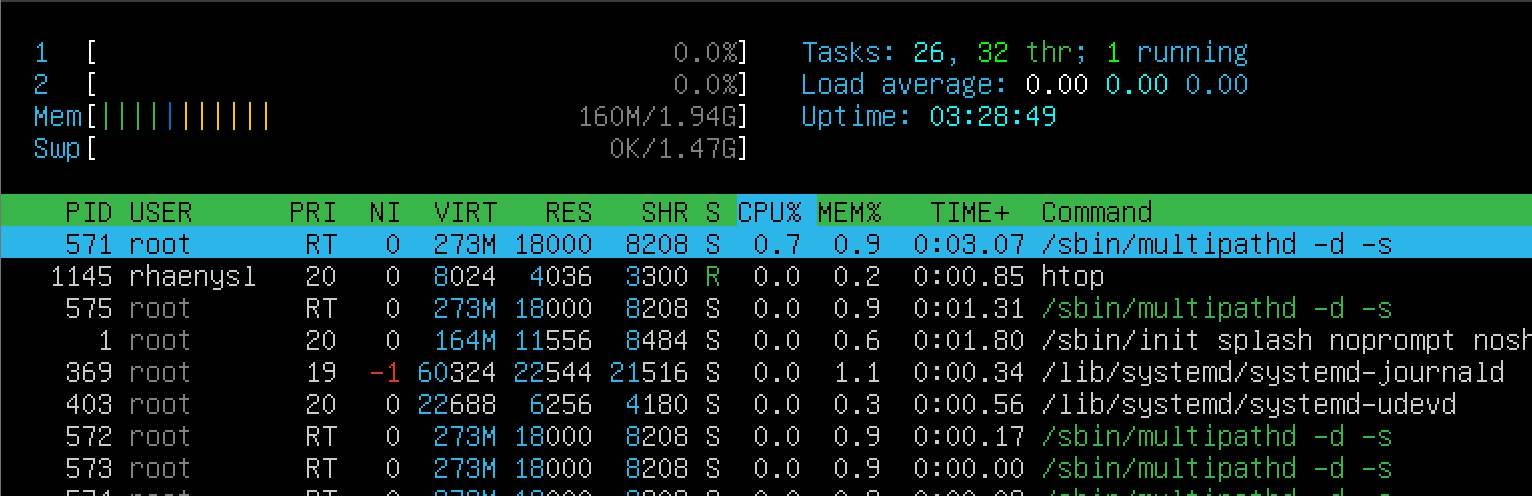 1 [ 0.0%] Tasks: 26, 32 thr; 1 running
2 [ 0.0%] Load average: 0.00 0.00 0.00
Mem[||||||||||| 160M/1.94G] Uptime: 03:28:49
Swp[ 0K/1.47G]
PID USER PRI NI VIRT RES SHR S CPU% MEM% TIME+ Command
571 root RT 0 273M 18000 8208 S 0.7 0.9 0:03.07 /sbin/multipathd -d -s
1145 rhaenysl 20 0 8024 4036 3300 R 0.0 0.2 0:00.85 htop
575 root RT 0 273M 18000 8208 S 0.0 0.9 0:01.31 /sbin/multipathd -d -s
1 root 20 0 164M 11556 8484 S 0.0 0.6 0:01.80 /sbin/init splash noprompt nosh
369 root 19 -1 60324 22544 21516 S 0.0 1.1 0:00.34 /lib/systemd/systemd-journald
403 root 20 0 22688 6256 4180 S 0.0 0.3 0:00.56 /lib/systemd/systemd-udevd
572 root RT 0 273M 18000 8208 S 0.0 0.9 0:00.17 /sbin/multipathd -d -s
573 root RT 0 273M 18000 8208 S 0.0 0.9 0:00.00 /sbin/multipathd -d -s